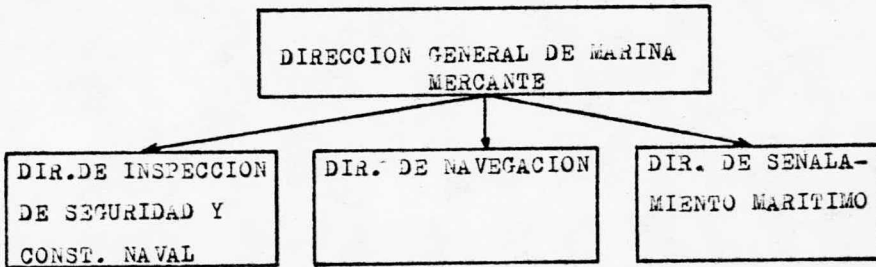 DIRECCION GENERAL DE MARINA
MERCANTE
DIR.DE INSPECCION
DE SEGURIDAD Y
CONST. NAVAL
DIR. DE NAVEGACION
DIR. DE SENALA-
MIENTO MARITIMO